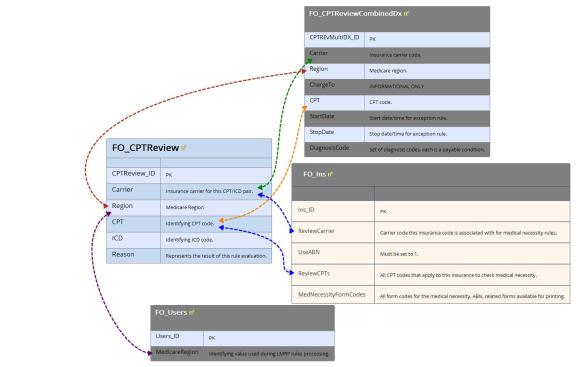 FO_CPTReviewCombinedDx
CPTREvMultiDX_ID PK
Carrier Insurance carrier code.
Region Medicare region.
ChargeTo INFORMATIONAL ONLY
CPT CPT code.
StartDate Start date/time for exception rule.
StopDate Stop date/time for exception rule.
DiagnosisCode Set of diagnosis codes; each is a payable condition.
FO_CPTReview
CPTReview_ID PK
Carrier Insurance carrier for this CPT/ICD pair.
Region Medicare Region
CPT Identifying CPT code.
ICD Identifying ICD code.
Reason Represents the result of this rule evaluation.
FO_Ins
Ins_ID PK
ReviewCarrier Carrier code this insurance code is associated with for medical necessity rules.
UseABN Must be set to 1.
ReviewCPTs All CPT codes that apply to this insurance to check medical necessity.
MedNecessityFormCodes All form codes for the medical necessity, ABN, related forms available for printing.
FO_Users
Users_ID PK
MedicareRegion Identifying value used during LMRP rules processing.